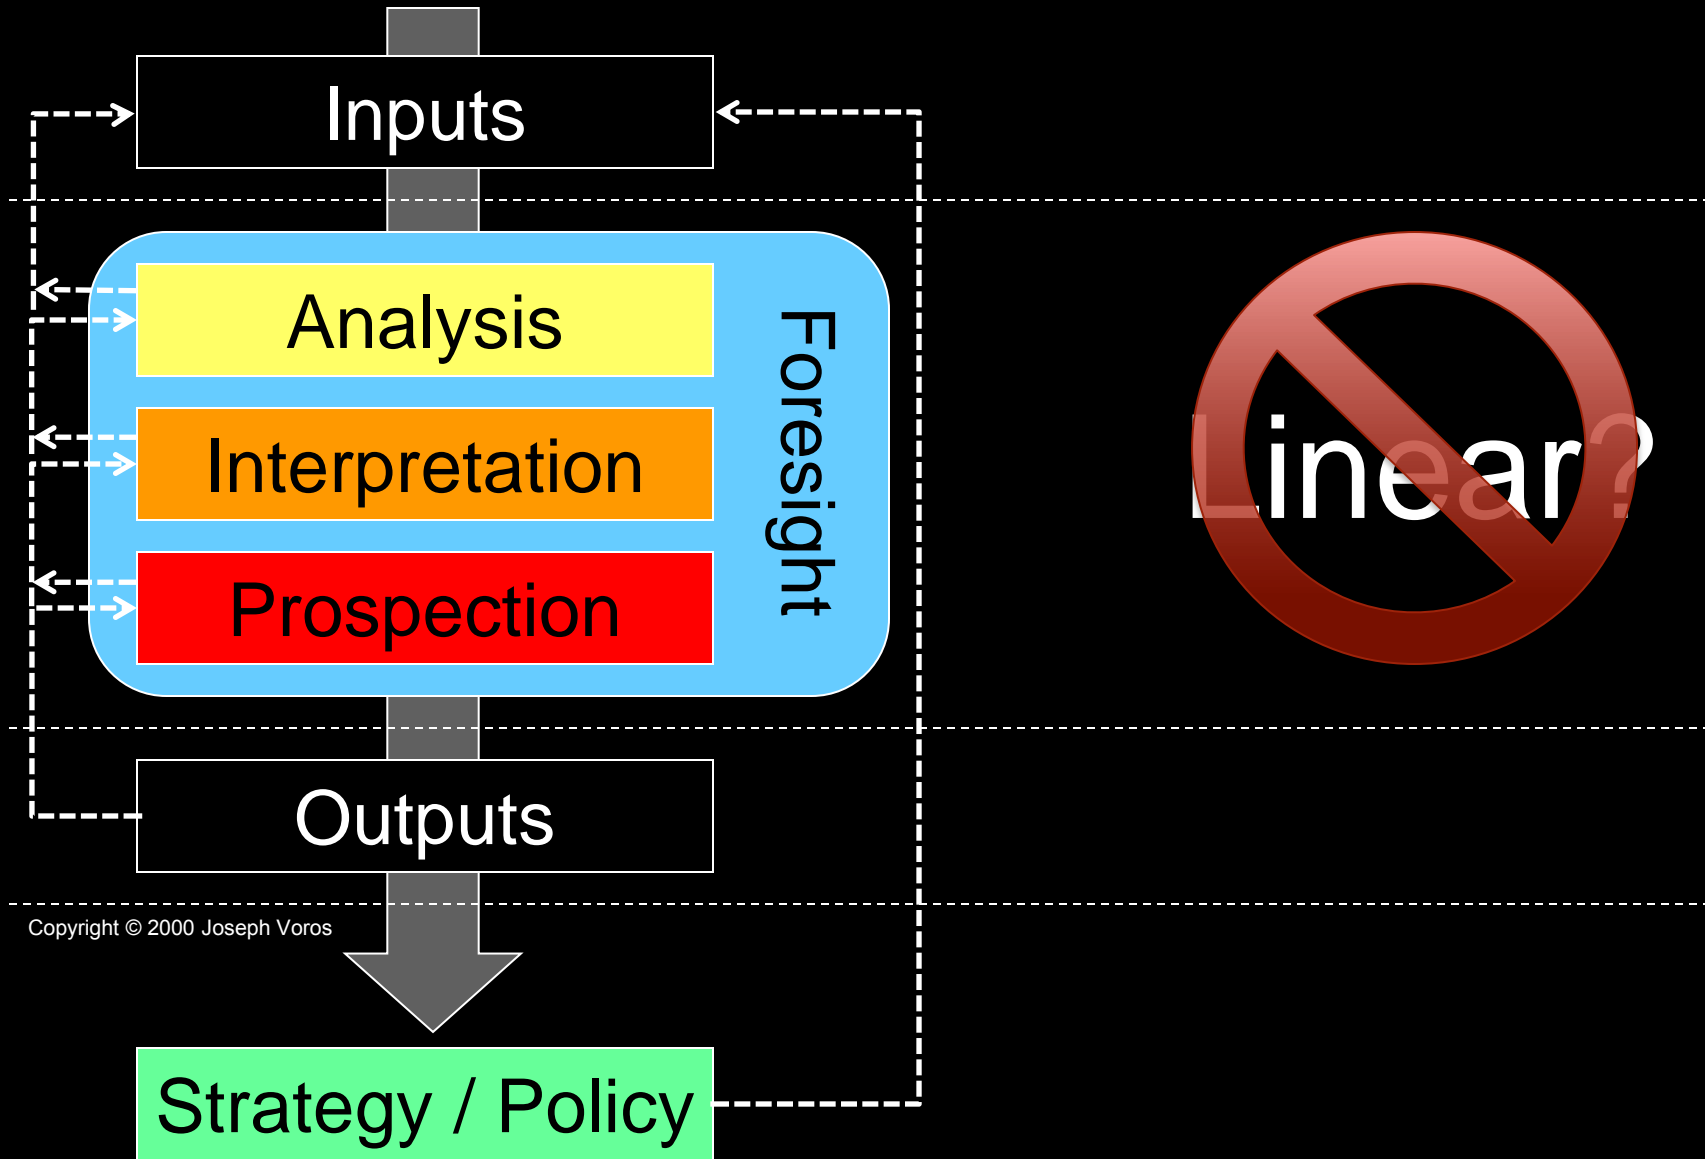 Inputs
Analysis
Interpretation
Prospection
Foresight
Linear?
Outputs
Copyright © 2000 Joseph Voros
Strategy / Policy